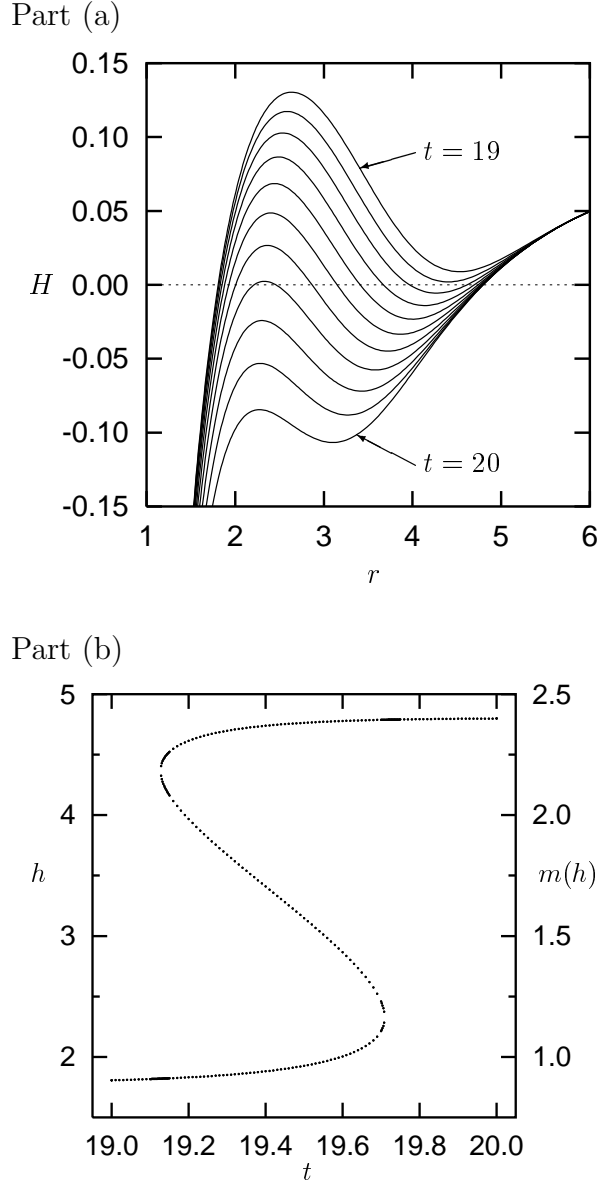 Part (a)
0.15
0.10
0.05
0.00
-0.05
-0.10
-0.15
H
t = 19
t = 20
1 2 3 4 5 6
r
Part (b)
5
4
3
2
h
2.5
2.0
1.5
1.0
m(h)
19.0 19.2 19.4 19.6 19.8 20.0
t